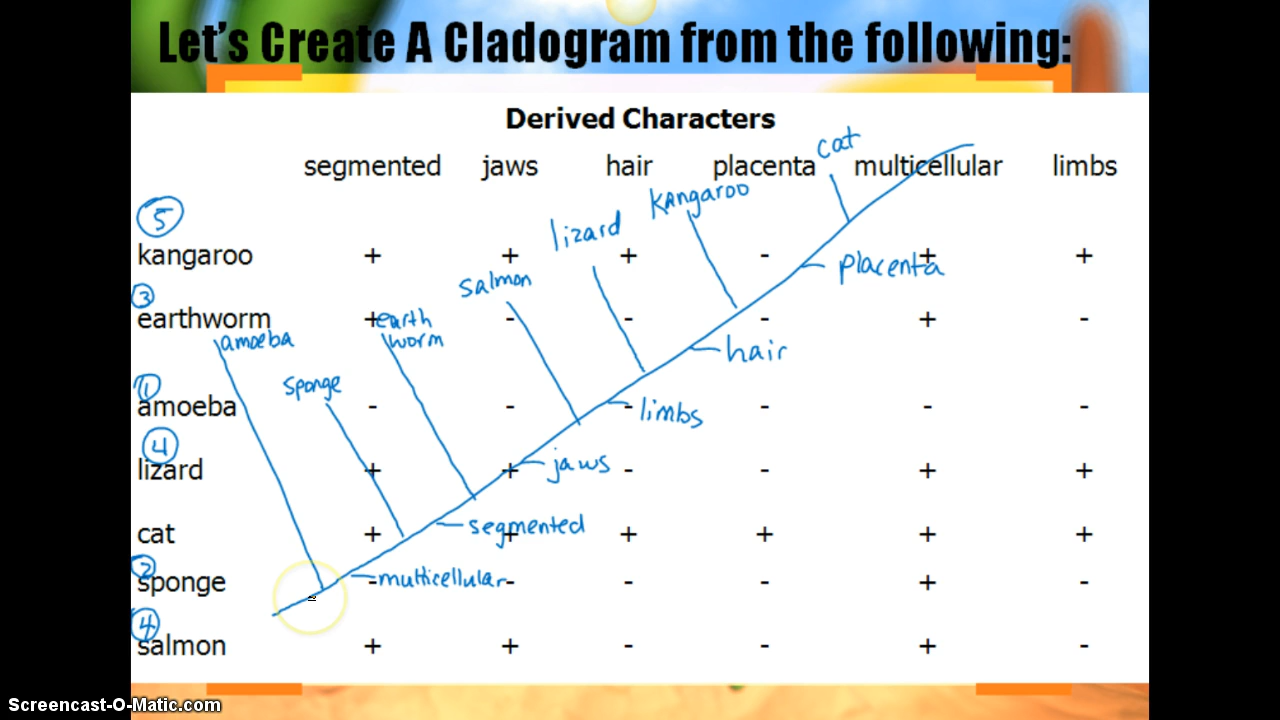 Let's Create A Cladogram from the following:
Derived Characters
cat
segmented jaws hair placenta multicellular limbs
kangaroo
5
lizard
kangaroo + + + - + +
placenta
salmon
3
earthworm + - - - + -
earth
worm
amoeba
hair
sponge
1
amoeba - - - - - -
limbs
4
lizard + + - - + +
jaws
segmented
cat + + + + + +
2
multicellular
sponge - - - - + -
4
salmon + + - - + -
Screencast-O-Matic.com